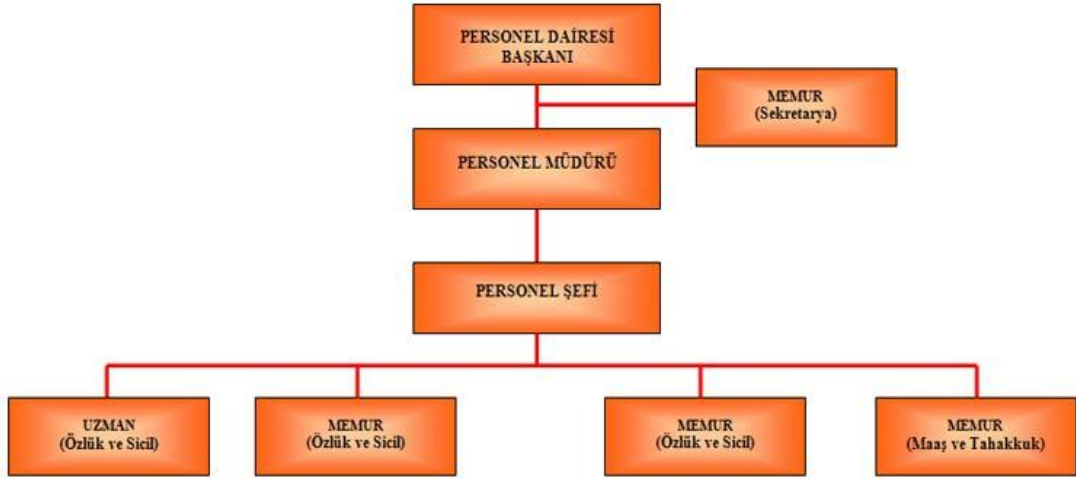 PERSONEL DAİRESİ
BAŞKANI
MEMUR
(Sekretarya)
PERSONEL MÜDÜRÜ
PERSONEL ŞEFİ
UZMAN
(Özlük ve Sicil)
MEMUR
(Özlük ve Sicil)
MEMUR
(Özlük ve Sicil)
MEMUR
(Maaş ve Tahakkuk)